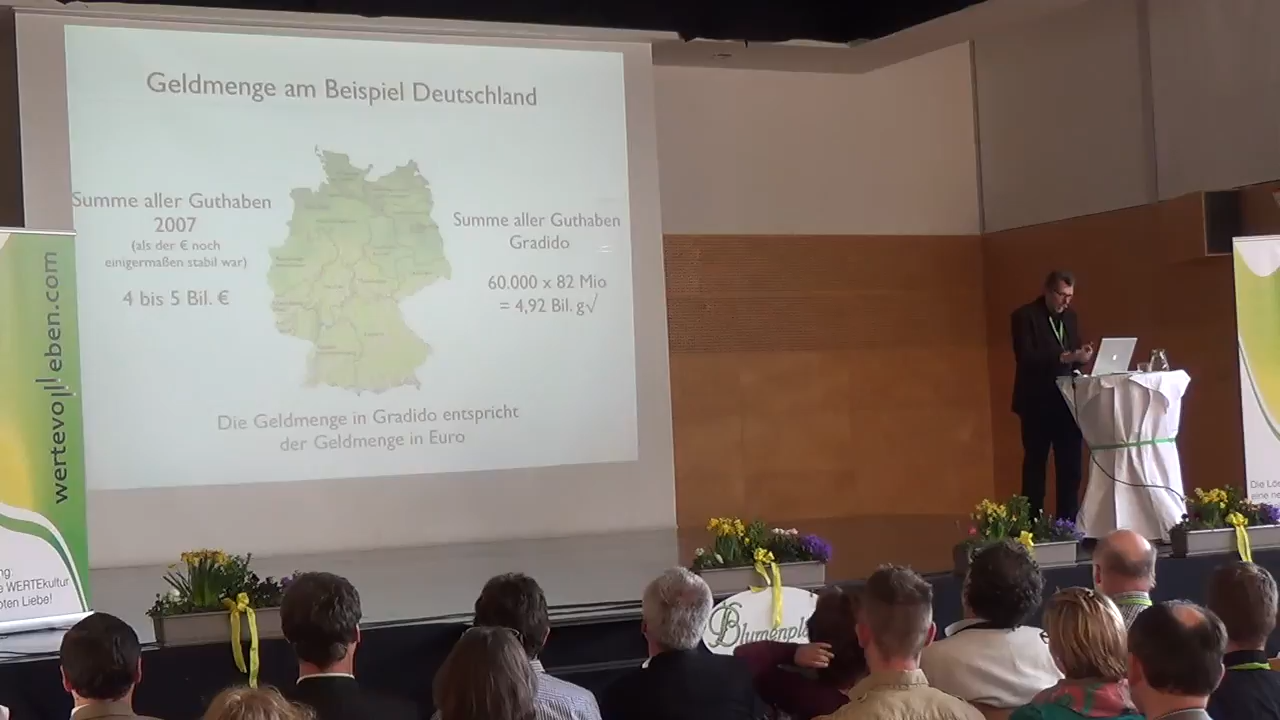 Geldmenge am Beispiel Deutschland
Summe aller Guthaben
2007
(als der € noch
einigermaßen stabil war)
4 bis 5 Bil. €
Summe aller Guthaben
Gradido
60.000 x 82 Mio
= 4,92 Bil. g√
Die Geldmenge in Gradido entspricht
der Geldmenge in Euro
wertevollleben.com
WERTEkultur
Liebe!
Die
eine